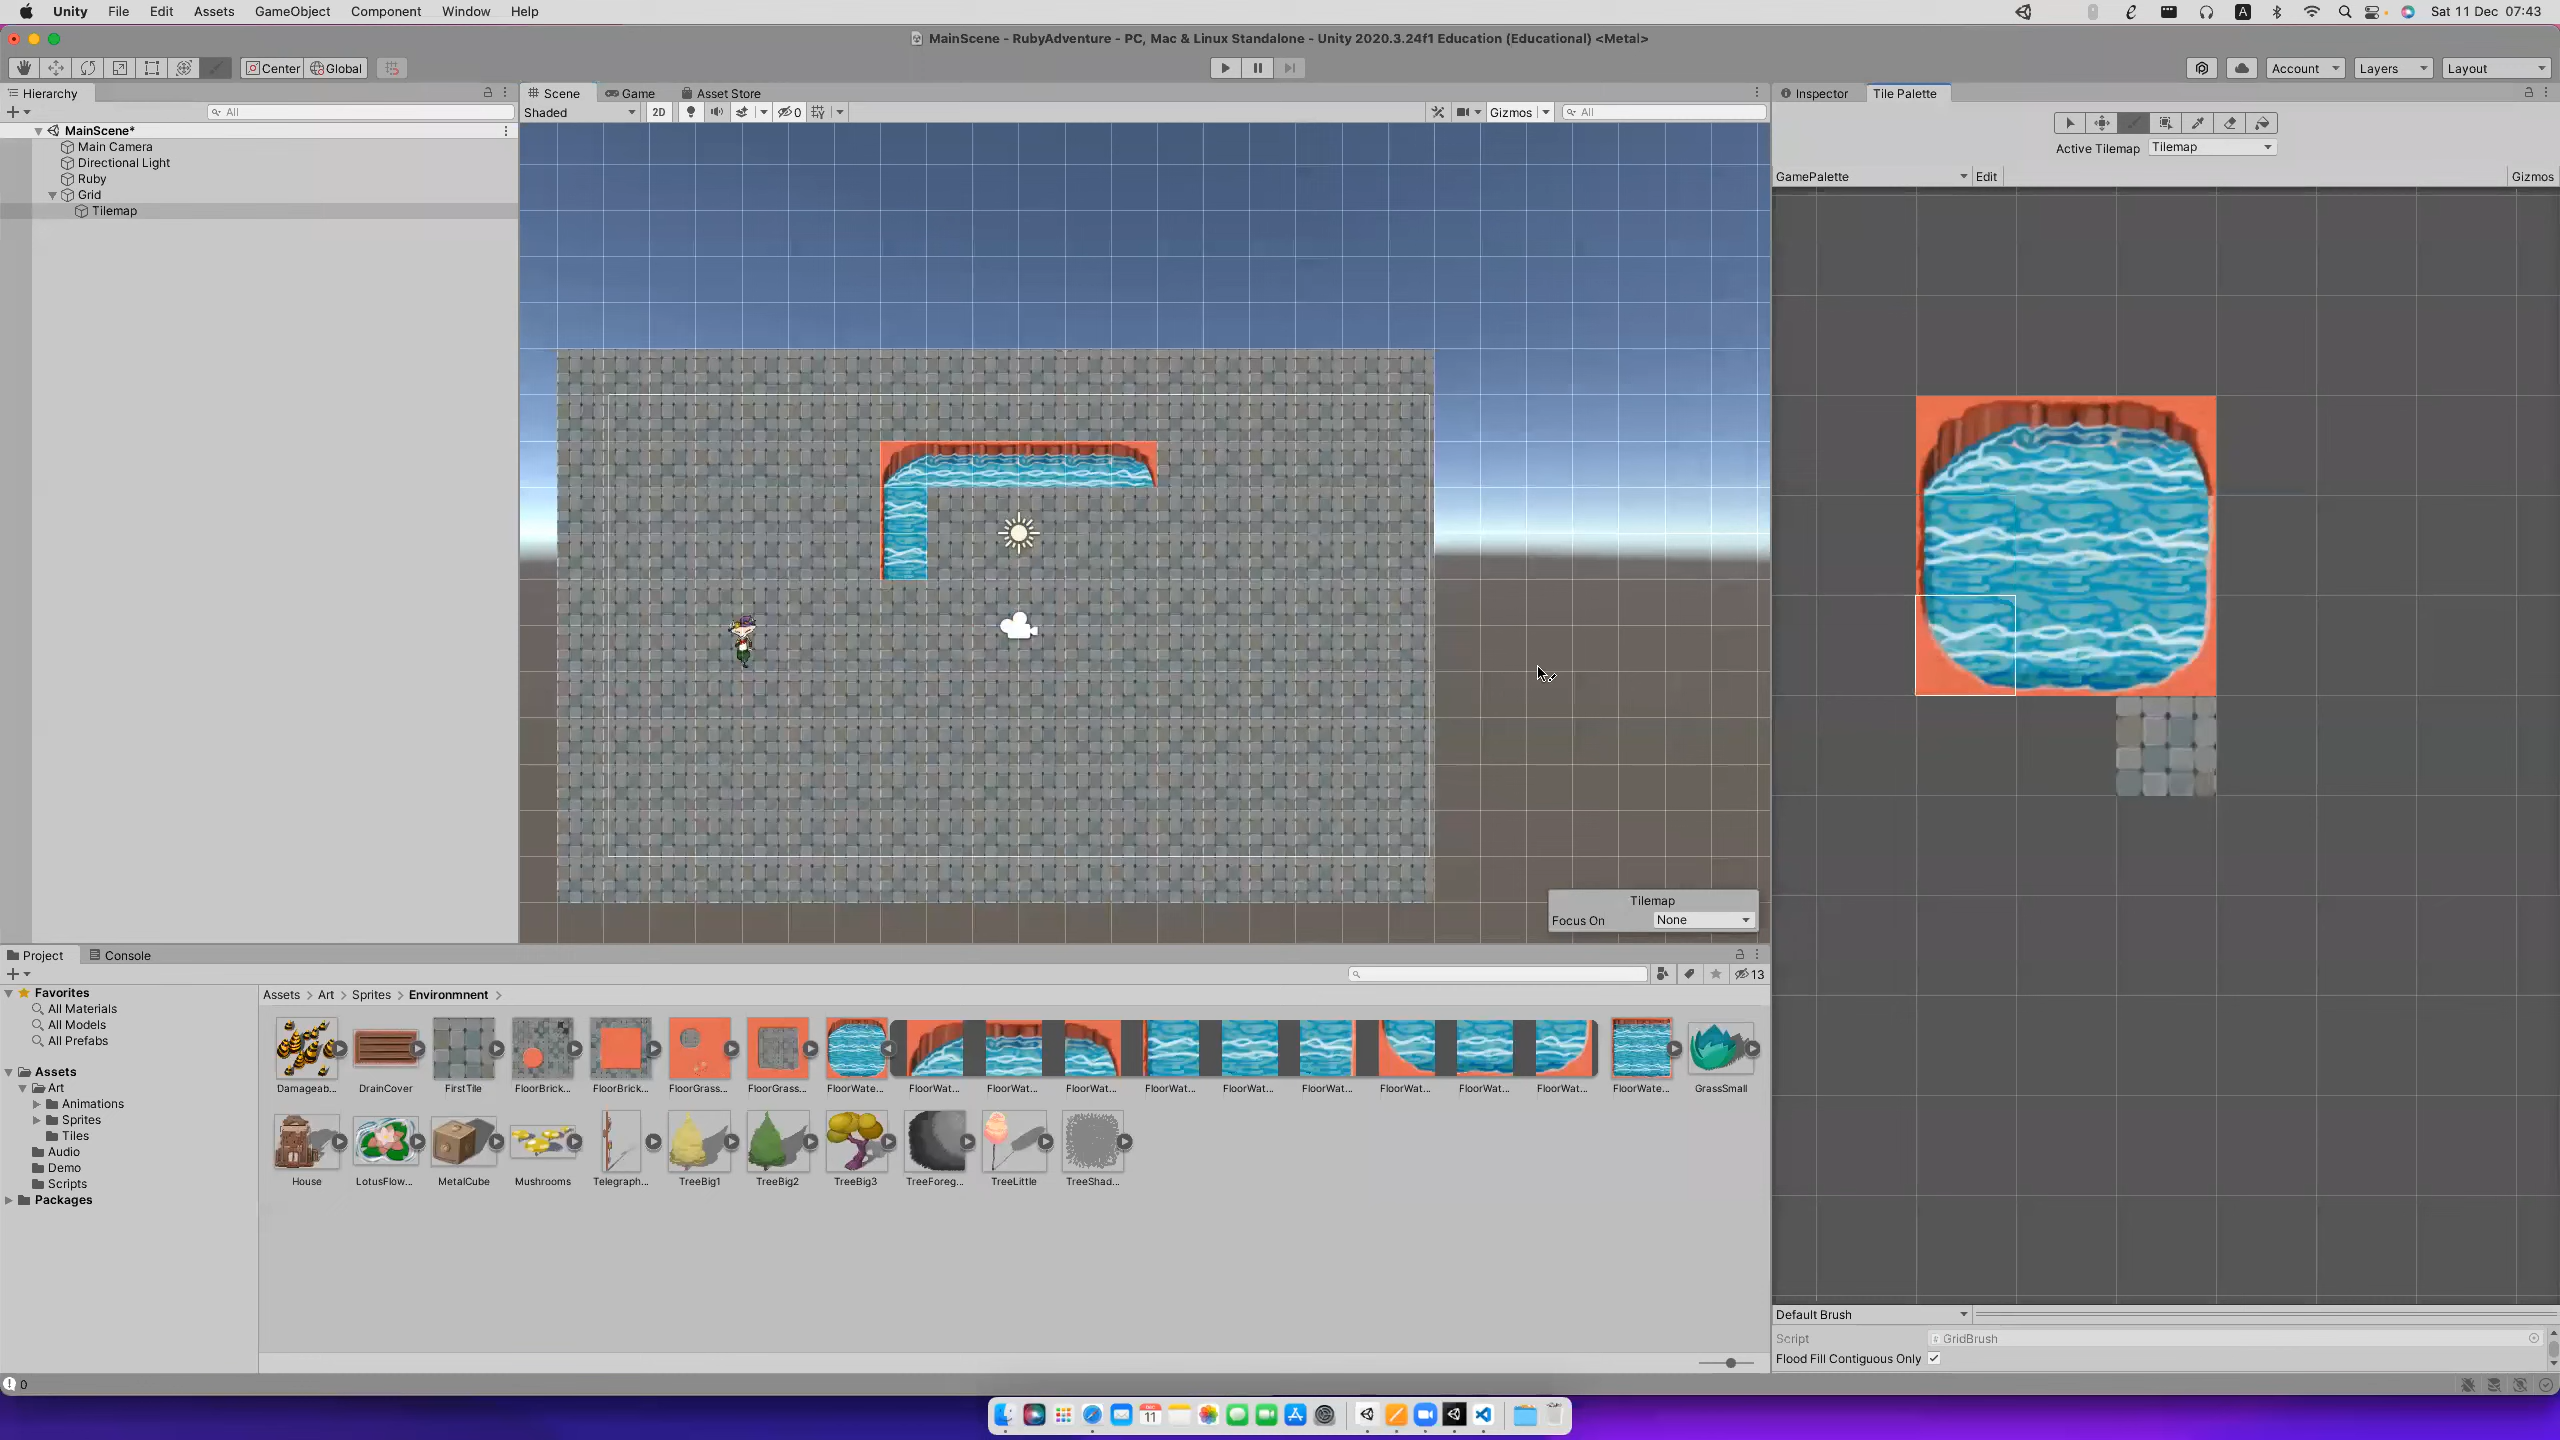 Unity File Edit Assets GameObject Component Window Help
A Sat 11 Dec 07:43
MainScene - RubyAdventure - PC, Mac & Linux Standalone - Unity 2020.3.24f1 Education (Educational) <Metal>
Center Global Account Layers Layout
Hierarchy
All
MainScene*
Main Camera
Directional Light
Ruby
Grid
Tilemap
Scene Game Asset Store
Shaded 2D 0 Gizmos All
Tilemap
Focus On None
Inspector Tile Palette
Active Tilemap Tilemap
GamePalette Edit Gizmos
Default Brush
Script GridBrush
Flood Fill Contiguous Only
Project Console
13
Favorites
All Materials
All Models
All Prefabs
Assets
Art
Animations
Sprites
Tiles
Audio
Demo
Scripts
Packages
Assets > Art > Sprites > Environmnent >
Damageab... DrainCover FirstTile FloorBrick... FloorBrick... FloorGrass... FloorGrass... FloorWate... FloorWat... FloorWat... FloorWat... FloorWat... FloorWat... FloorWat... FloorWat... FloorWat... FloorWat... FloorWate... GrassSmall
House LotusFlow... MetalCube Mushrooms Telegraph... TreeBig1 TreeBig2 TreeBig3 TreeForeg... TreeLittle TreeShad...
0
DEC
11